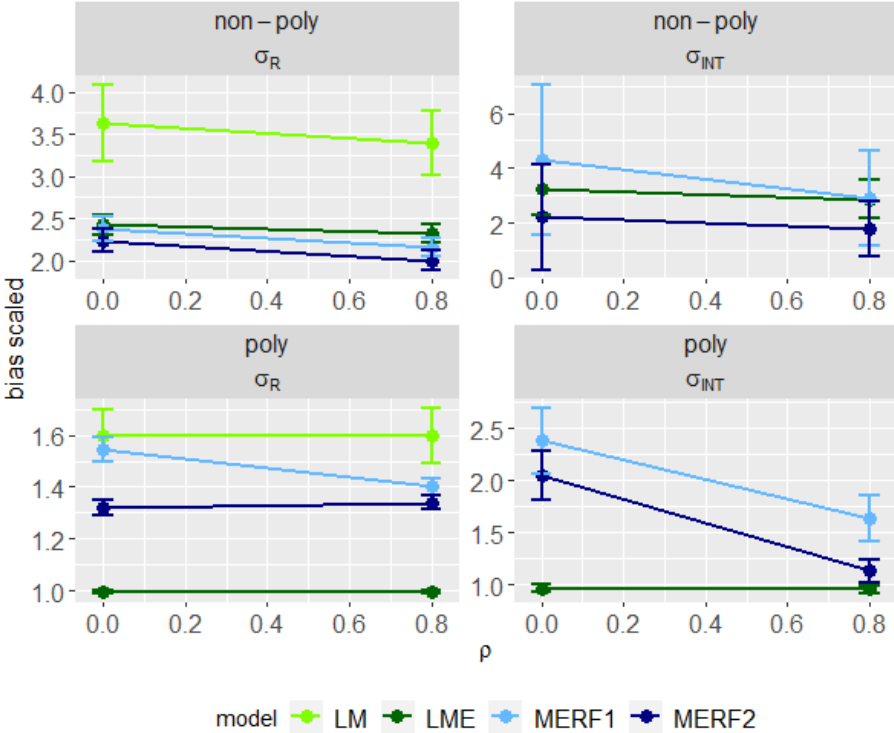 non – poly
σR
4.0
3.5
3.0
2.5
2.0
0.0 0.2 0.4 0.6 0.8
non – poly
σINT
6
4
2
0
0.0 0.2 0.4 0.6 0.8
bias scaled
poly
σR
1.6
1.4
1.2
1.0
0.0 0.2 0.4 0.6 0.8
poly
σINT
2.5
2.0
1.5
1.0
0.0 0.2 0.4 0.6 0.8
ρ
model LM LME MERF1 MERF2